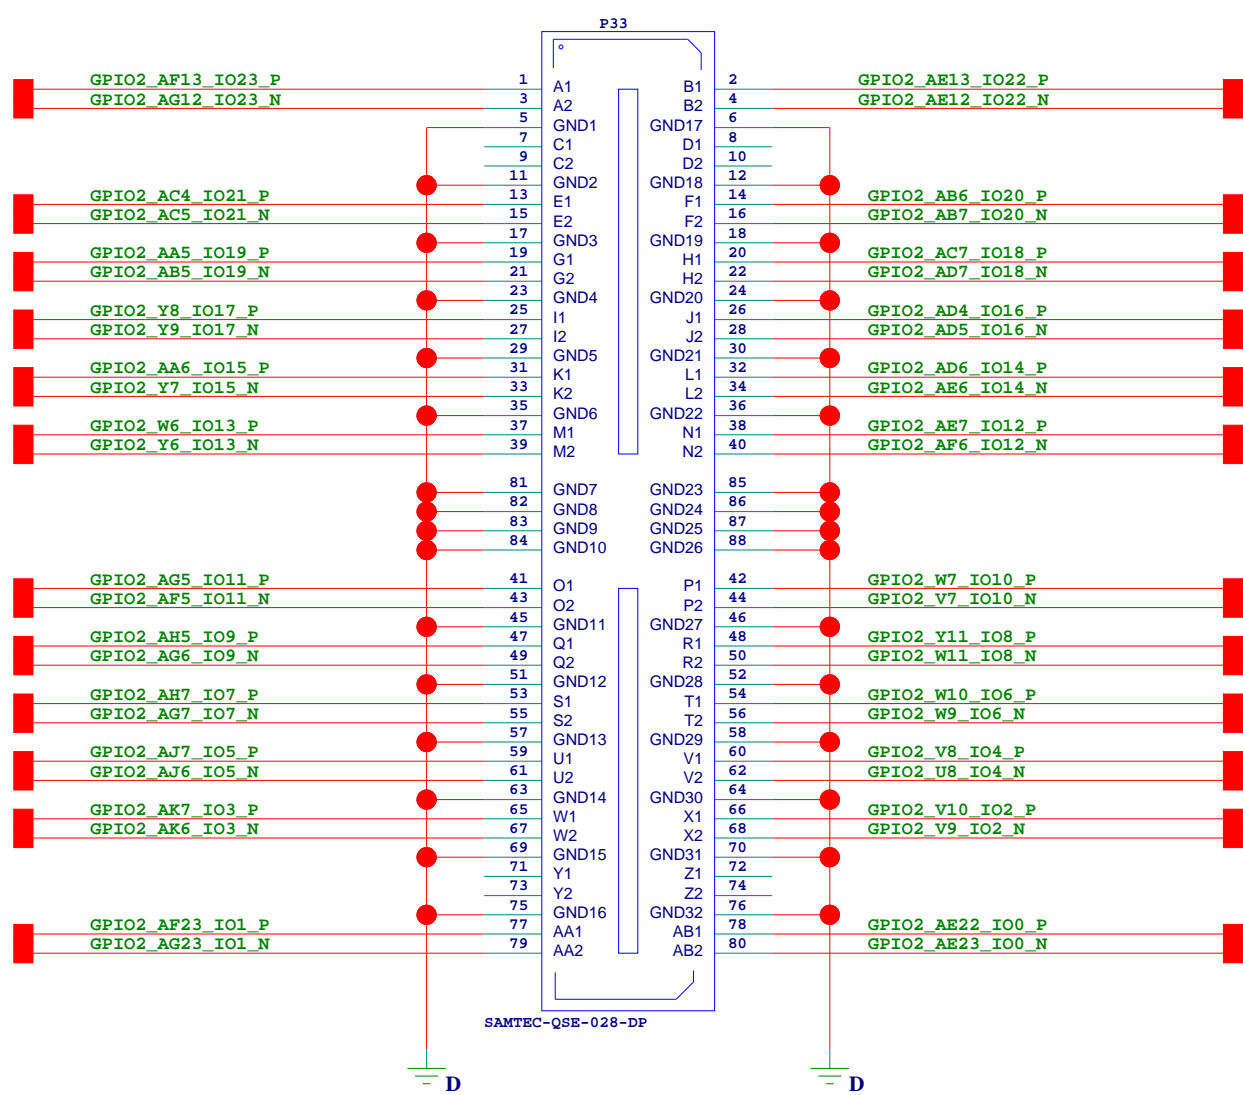 P33
GPIO2_AF13_IO23_P 1 A1 B1 2 GPIO2_AE13_IO22_P
GPIO2_AG12_IO23_N 3 A2 B2 4 GPIO2_AE12_IO22_N
5 GND1 GND17 6
7 C1 D1 8
9 C2 D2 10
11 GND2 GND18 12
GPIO2_AC4_IO21_P 13 E1 F1 14 GPIO2_AB6_IO20_P
GPIO2_AC5_IO21_N 15 E2 F2 16 GPIO2_AB7_IO20_N
17 GND3 GND19 18
GPIO2_AA5_IO19_P 19 G1 H1 20 GPIO2_AC7_IO18_P
GPIO2_AB5_IO19_N 21 G2 H2 22 GPIO2_AD7_IO18_N
23 GND4 GND20 24
GPIO2_Y8_IO17_P 25 I1 J1 26 GPIO2_AD4_IO16_P
GPIO2_Y9_IO17_N 27 I2 J2 28 GPIO2_AD5_IO16_N
29 GND5 GND21 30
GPIO2_AA6_IO15_P 31 K1 L1 32 GPIO2_AD6_IO14_P
GPIO2_Y7_IO15_N 33 K2 L2 34 GPIO2_AE6_IO14_N
35 GND6 GND22 36
GPIO2_W6_IO13_P 37 M1 N1 38 GPIO2_AE7_IO12_P
GPIO2_Y6_IO13_N 39 M2 N2 40 GPIO2_AF6_IO12_N
81 GND7 GND23 85
82 GND8 GND24 86
83 GND9 GND25 87
84 GND10 GND26 88
GPIO2_AG5_IO11_P 41 O1 P1 42 GPIO2_W7_IO10_P
GPIO2_AF5_IO11_N 43 O2 P2 44 GPIO2_V7_IO10_N
45 GND11 GND27 46
GPIO2_AH5_IO9_P 47 Q1 R1 48 GPIO2_Y11_IO8_P
GPIO2_AG6_IO9_N 49 Q2 R2 50 GPIO2_W11_IO8_N
51 GND12 GND28 52
GPIO2_AH7_IO7_P 53 S1 T1 54 GPIO2_W10_IO6_P
GPIO2_AG7_IO7_N 55 S2 T2 56 GPIO2_W9_IO6_N
57 GND13 GND29 58
GPIO2_AJ7_IO5_P 59 U1 V1 60 GPIO2_V8_IO4_P
GPIO2_AJ6_IO5_N 61 U2 V2 62 GPIO2_U8_IO4_N
63 GND14 GND30 64
GPIO2_AK7_IO3_P 65 W1 X1 66 GPIO2_V10_IO2_P
GPIO2_AK6_IO3_N 67 W2 X2 68 GPIO2_V9_IO2_N
69 GND15 GND31 70
71 Y1 Z1 72
73 Y2 Z2 74
75 GND16 GND32 76
GPIO2_AF23_IO1_P 77 AA1 AB1 78 GPIO2_AE22_IO0_P
GPIO2_AG23_IO1_N 79 AA2 AB2 80 GPIO2_AE23_IO0_N
SAMTEC-QSE-028-DP
D D